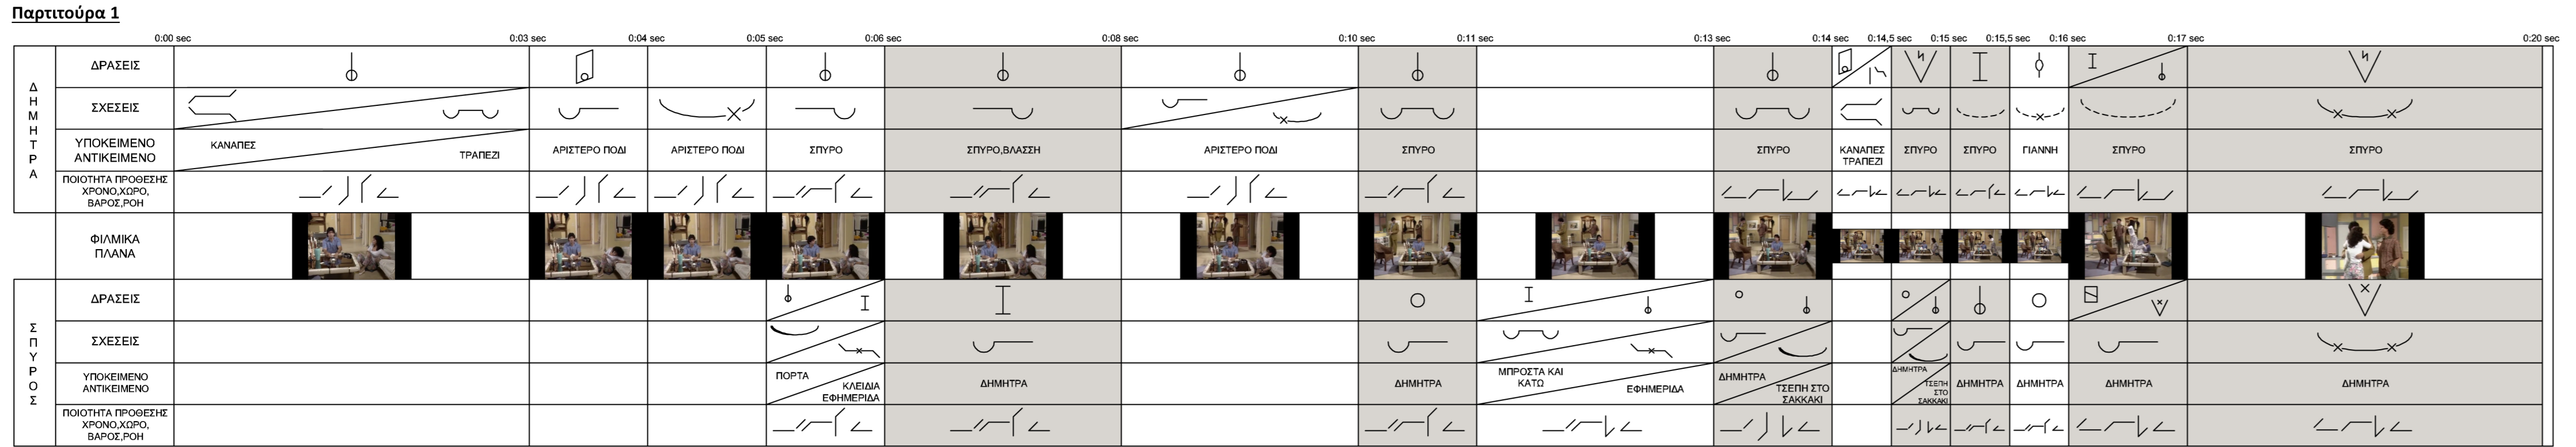 Παρτιτούρα 1
0:00 sec 0:03 sec 0:04 sec 0:05 sec 0:06 sec 0:08 sec 0:10 sec 0:11 sec 0:13 sec 0:14 sec 0:14,5 sec 0:15 sec 0:15,5 sec 0:16 sec 0:17 sec 0:20 sec
ΔΗΜΗΤΡΑ
ΔΡΑΣΕΙΣ
ΣΧΕΣΕΙΣ
ΥΠΟΚΕΙΜΕΝΟ
ΑΝΤΙΚΕΙΜΕΝΟ
ΚΑΝΑΠΕΣ
ΤΡΑΠΕΖΙ
ΑΡΙΣΤΕΡΟ ΠΟΔΙ
ΑΡΙΣΤΕΡΟ ΠΟΔΙ
ΣΠΥΡΟ
ΣΠΥΡΟ,ΒΛΑΣΣΗ
ΑΡΙΣΤΕΡΟ ΠΟΔΙ
ΣΠΥΡΟ
ΣΠΥΡΟ
ΚΑΝΑΠΕΣ
ΤΡΑΠΕΖΙ
ΣΠΥΡΟ
ΣΠΥΡΟ
ΓΙΑΝΝΗ
ΣΠΥΡΟ
ΣΠΥΡΟ
ΠΟΙΟΤΗΤΑ ΠΡΟΘΕΣΗΣ
ΧΡΟΝΟ,ΧΩΡΟ,
ΒΑΡΟΣ,ΡΟΗ
ΦΙΛΜΙΚΑ
ΠΛΑΝΑ
ΣΠΥΡΟΣ
ΔΡΑΣΕΙΣ
ΣΧΕΣΕΙΣ
ΥΠΟΚΕΙΜΕΝΟ
ΑΝΤΙΚΕΙΜΕΝΟ
ΠΟΡΤΑ
ΚΛΕΙΔΙΑ
ΕΦΗΜΕΡΙΔΑ
ΔΗΜΗΤΡΑ
ΔΗΜΗΤΡΑ
ΜΠΡΟΣΤΑ ΚΑΙ
ΚΑΤΩ
ΕΦΗΜΕΡΙΔΑ
ΔΗΜΗΤΡΑ
ΤΣΕΠΗ ΣΤΟ
ΣΑΚΚΑΚΙ
ΔΗΜΗΤΡΑ
ΤΣΕΠΗ
ΣΤΟ
ΣΑΚΚΑΚΙ
ΔΗΜΗΤΡΑ
ΔΗΜΗΤΡΑ
ΔΗΜΗΤΡΑ
ΔΗΜΗΤΡΑ
ΠΟΙΟΤΗΤΑ ΠΡΟΘΕΣΗΣ
ΧΡΟΝΟ,ΧΩΡΟ,
ΒΑΡΟΣ,ΡΟΗ